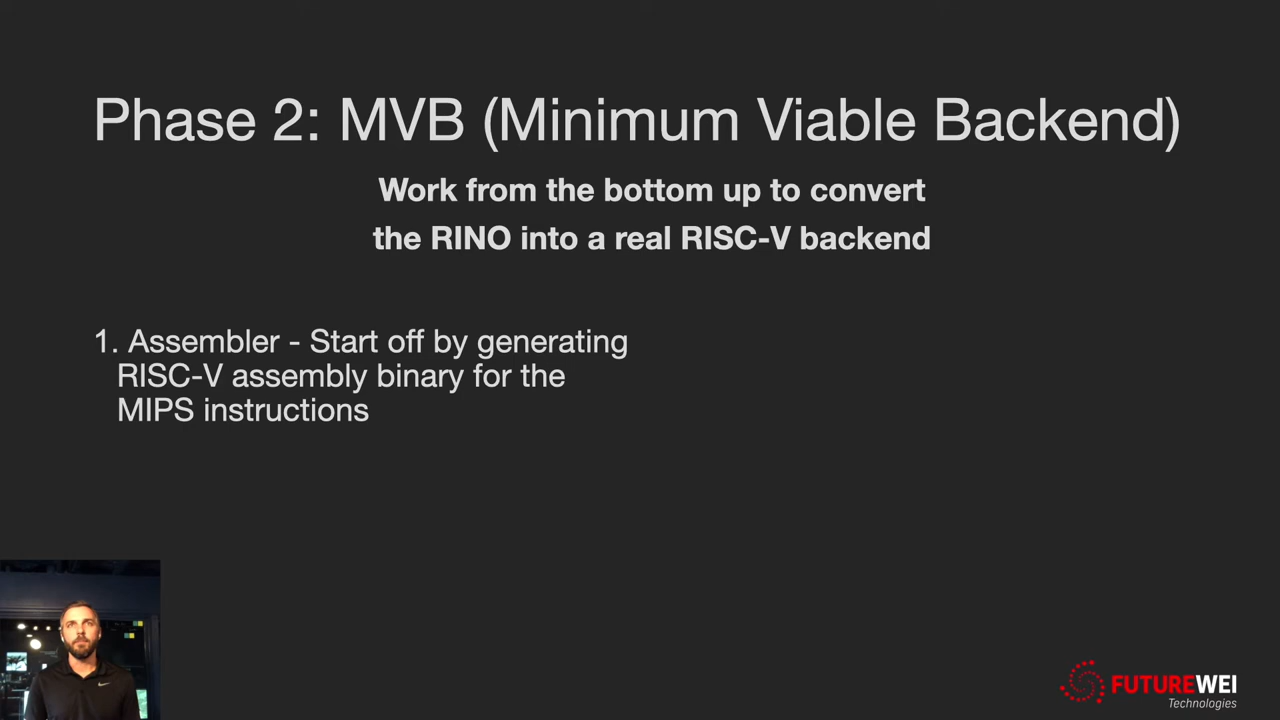 Phase 2: MVB (Minimum Viable Backend)
Work from the bottom up to convert
the RINO into a real RISC-V backend
1. Assembler - Start off by generating
RISC-V assembly binary for the
MIPS instructions
FUTUREWEI
Technologies